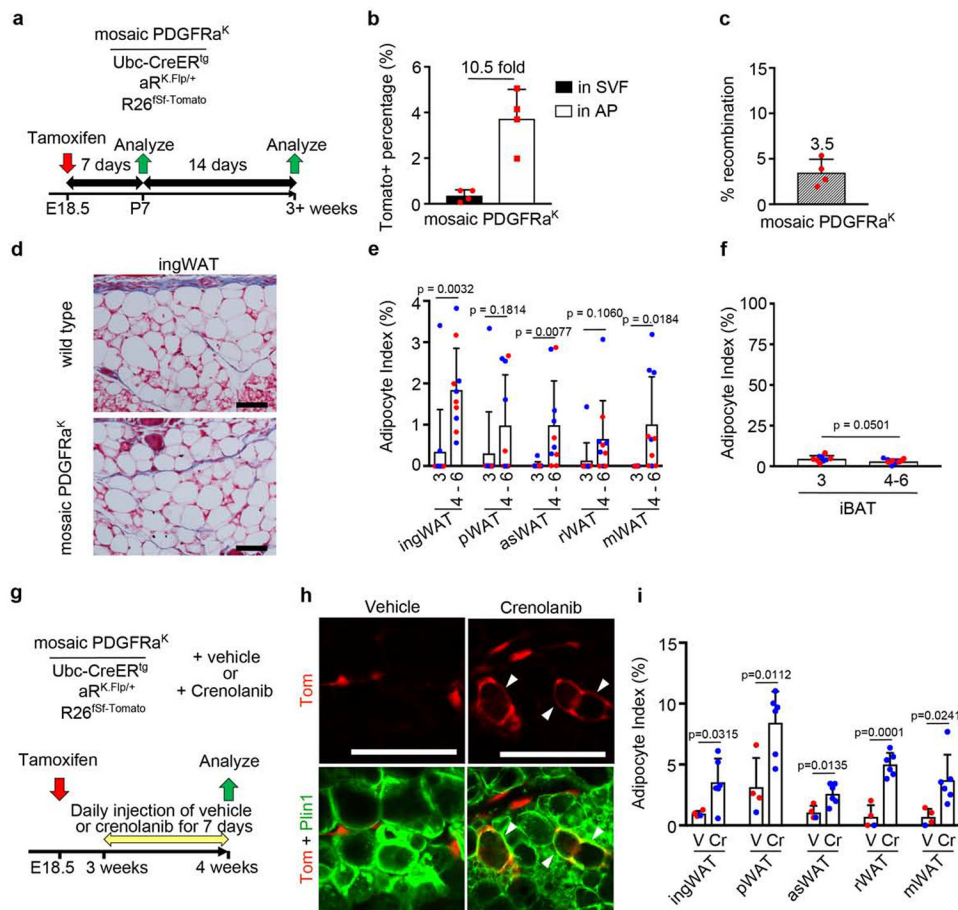 a
mosaic PDGFRa^K
Ubc-CreER^tg
aR^K.Flp/+
R26^fSf-Tomato
Tamoxifen
Analyze
Analyze
7 days
14 days
E18.5
P7
3+ weeks
b
Tomato+ percentage (%)
6
4
2
0
10.5 fold
in SVF
in AP
mosaic PDGFRa^K
c
% recombination
15
10
5
0
3.5
mosaic PDGFRa^K
d
ingWAT
wild type
mosaic PDGFRa^K
e
Adipocyte Index (%)
4
3
2
1
0
p = 0.0032
p = 0.1814
p = 0.0077
p = 0.1060
p = 0.0184
3
4 - 6
3
4 - 6
3
4 - 6
3
4 - 6
3
4 - 6
ingWAT
pWAT
asWAT
rWAT
mWAT
f
Adipocyte Index (%)
100
75
50
25
0
p = 0.0501
3
4-6
iBAT
g
mosaic PDGFRa^K
Ubc-CreER^tg
aR^K.Flp/+
R26^fSf-Tomato
+ vehicle
or
+ Crenolanib
Tamoxifen
Analyze
Daily injection of vehicle
or crenolanib for 7 days
E18.5
3 weeks
4 weeks
h
Vehicle
Crenolanib
Tom
Tom + Plin1
i
Adipocyte Index (%)
15
10
5
0
p=0.0315
p=0.0112
p=0.0135
p=0.0001
p=0.0241
V Cr
V Cr
V Cr
V Cr
V Cr
ingWAT
pWAT
asWAT
rWAT
mWAT